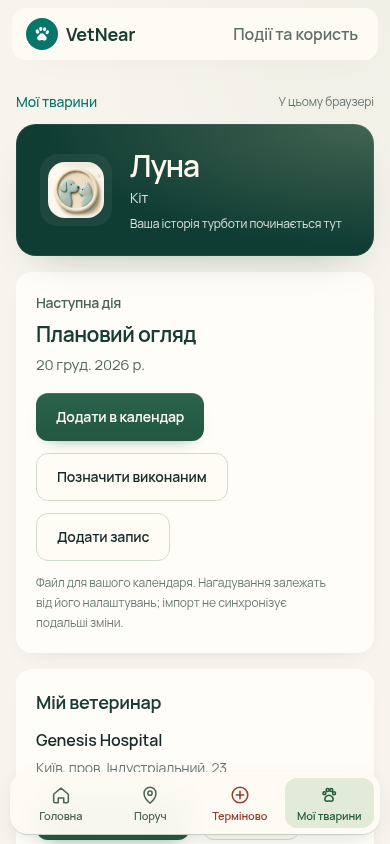 VetNear
Події та користь
Мої тварини
У цьому браузері
Луна
Кіт
Ваша історія турботи починається тут
Наступна дія
Плановий огляд
20 груд. 2026 р.
Додати в календар
Позначити виконаним
Додати запис
Файл для вашого календаря. Нагадування залежать
від його налаштувань; імпорт не синхронізує
подальші зміни.
Мій ветеринар
Genesis Hospital
Київ, пров. Індустріальний, 23
Головна
Поруч
Терміново
Мої тварини